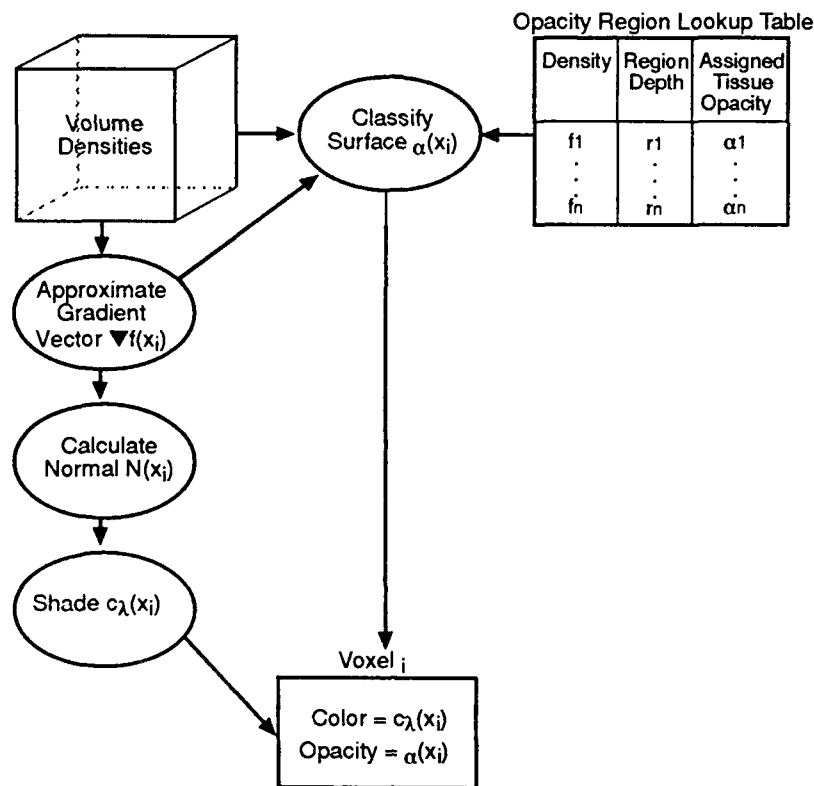 Opacity Region Lookup Table
Density Region Depth Assigned Tissue Opacity
f1 r1 α1
. . .
. . .
. . .
fn rn αn
Volume
Densities
Classify
Surface α(xi)
Approximate
Gradient
Vector ▼f(xi)
Calculate
Normal N(xi)
Shade cλ(xi)
Voxel i
Color = cλ(xi)
Opacity = α(xi)